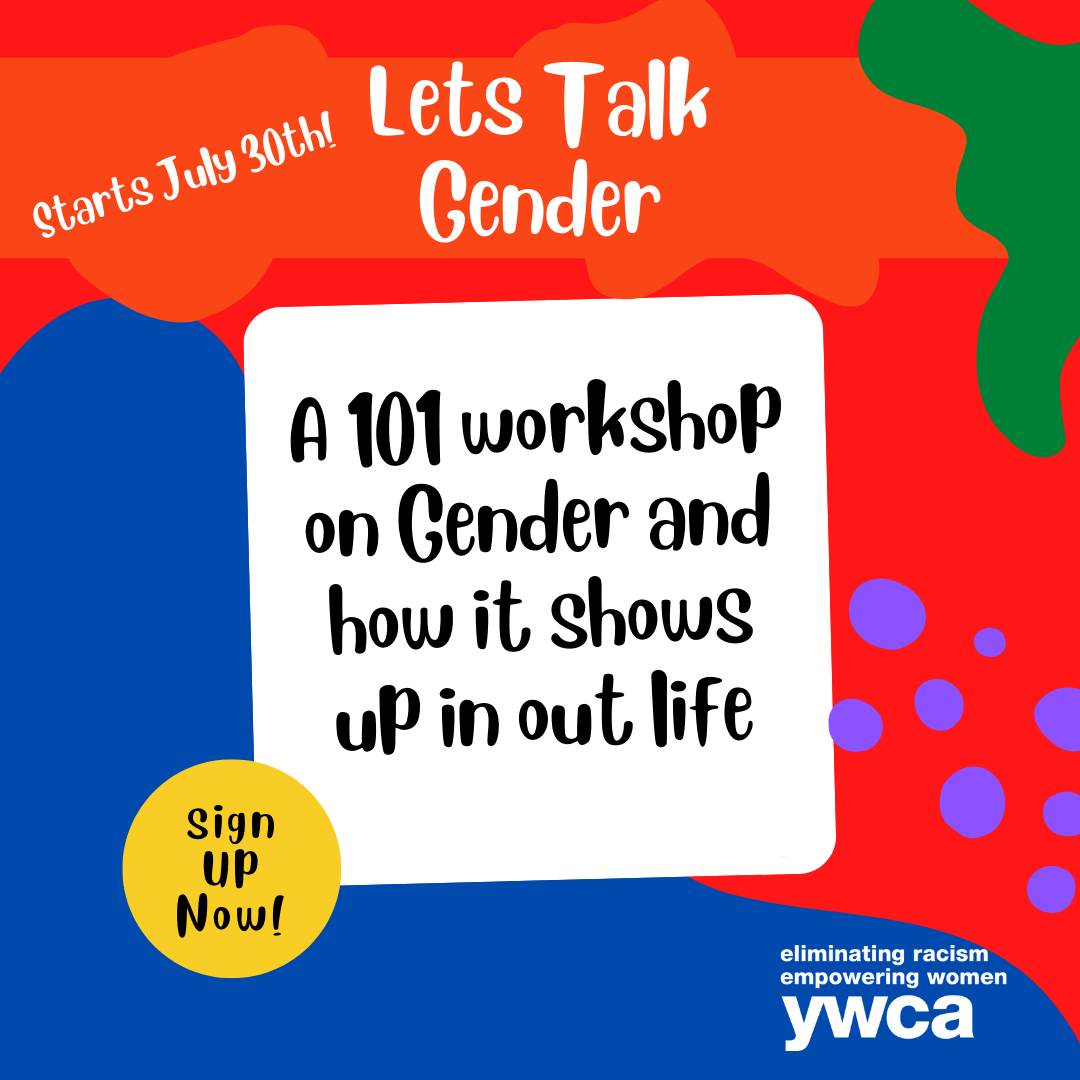 Starts July 30th!
Lets Talk
Gender
A 101 workshop
on Gender and
how it shows
up in out life
Sign
UP
Now!
eliminating racism
empowering women
ywca